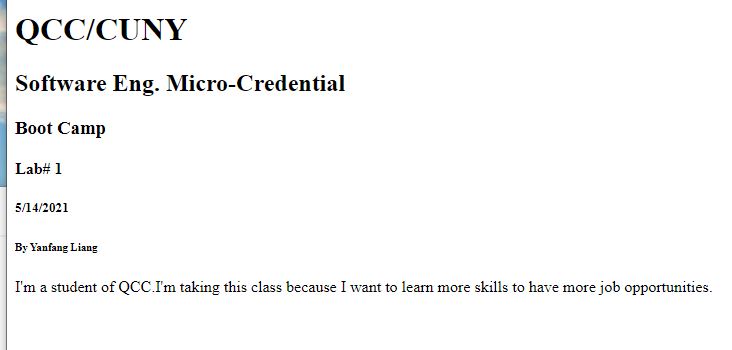 QCC/CUNY
Software Eng. Micro-Credential
Boot Camp
Lab# 1
5/14/2021
By Yanfang Liang
I'm a student of QCC.I'm taking this class because I want to learn more skills to have more job opportunities.